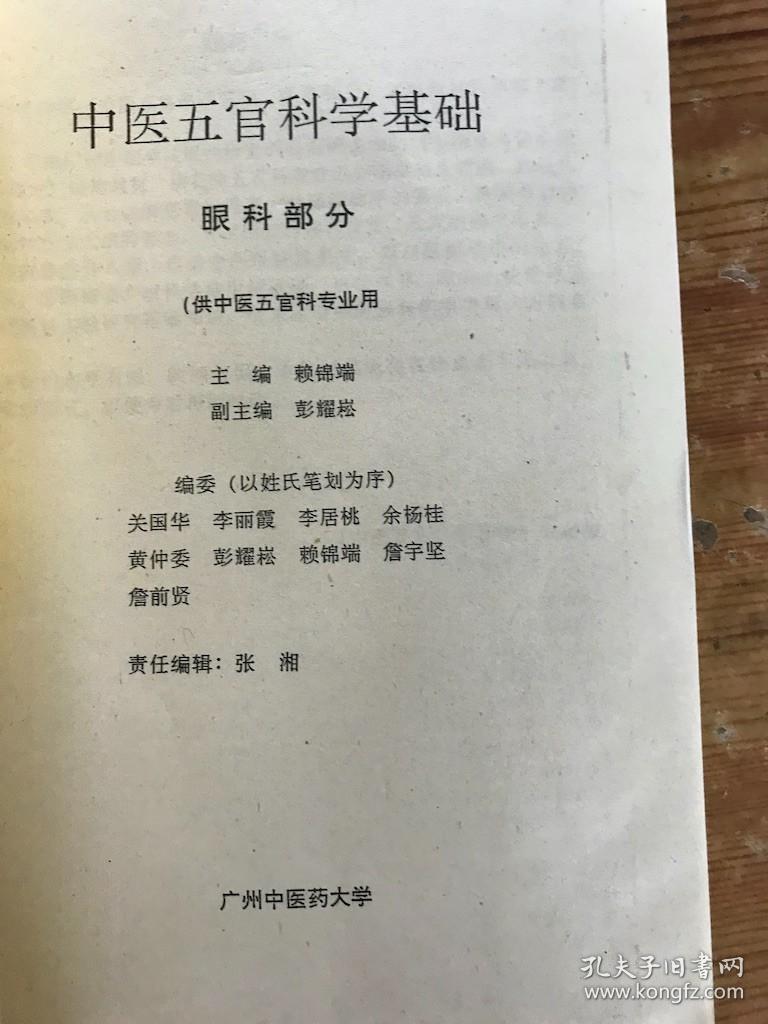 中医五官科学基础
眼科部分
(供中医五官科专业用
主 编 赖锦端
副主编 彭耀崧
编委（以姓氏笔划为序）
关国华 李丽霞 李居桃 余杨桂
黄仲委 彭耀崧 赖锦端 詹宇坚
詹前贤
责任编辑：张 湘
广州中医药大学
孔夫子旧书网
www.kongfz.com